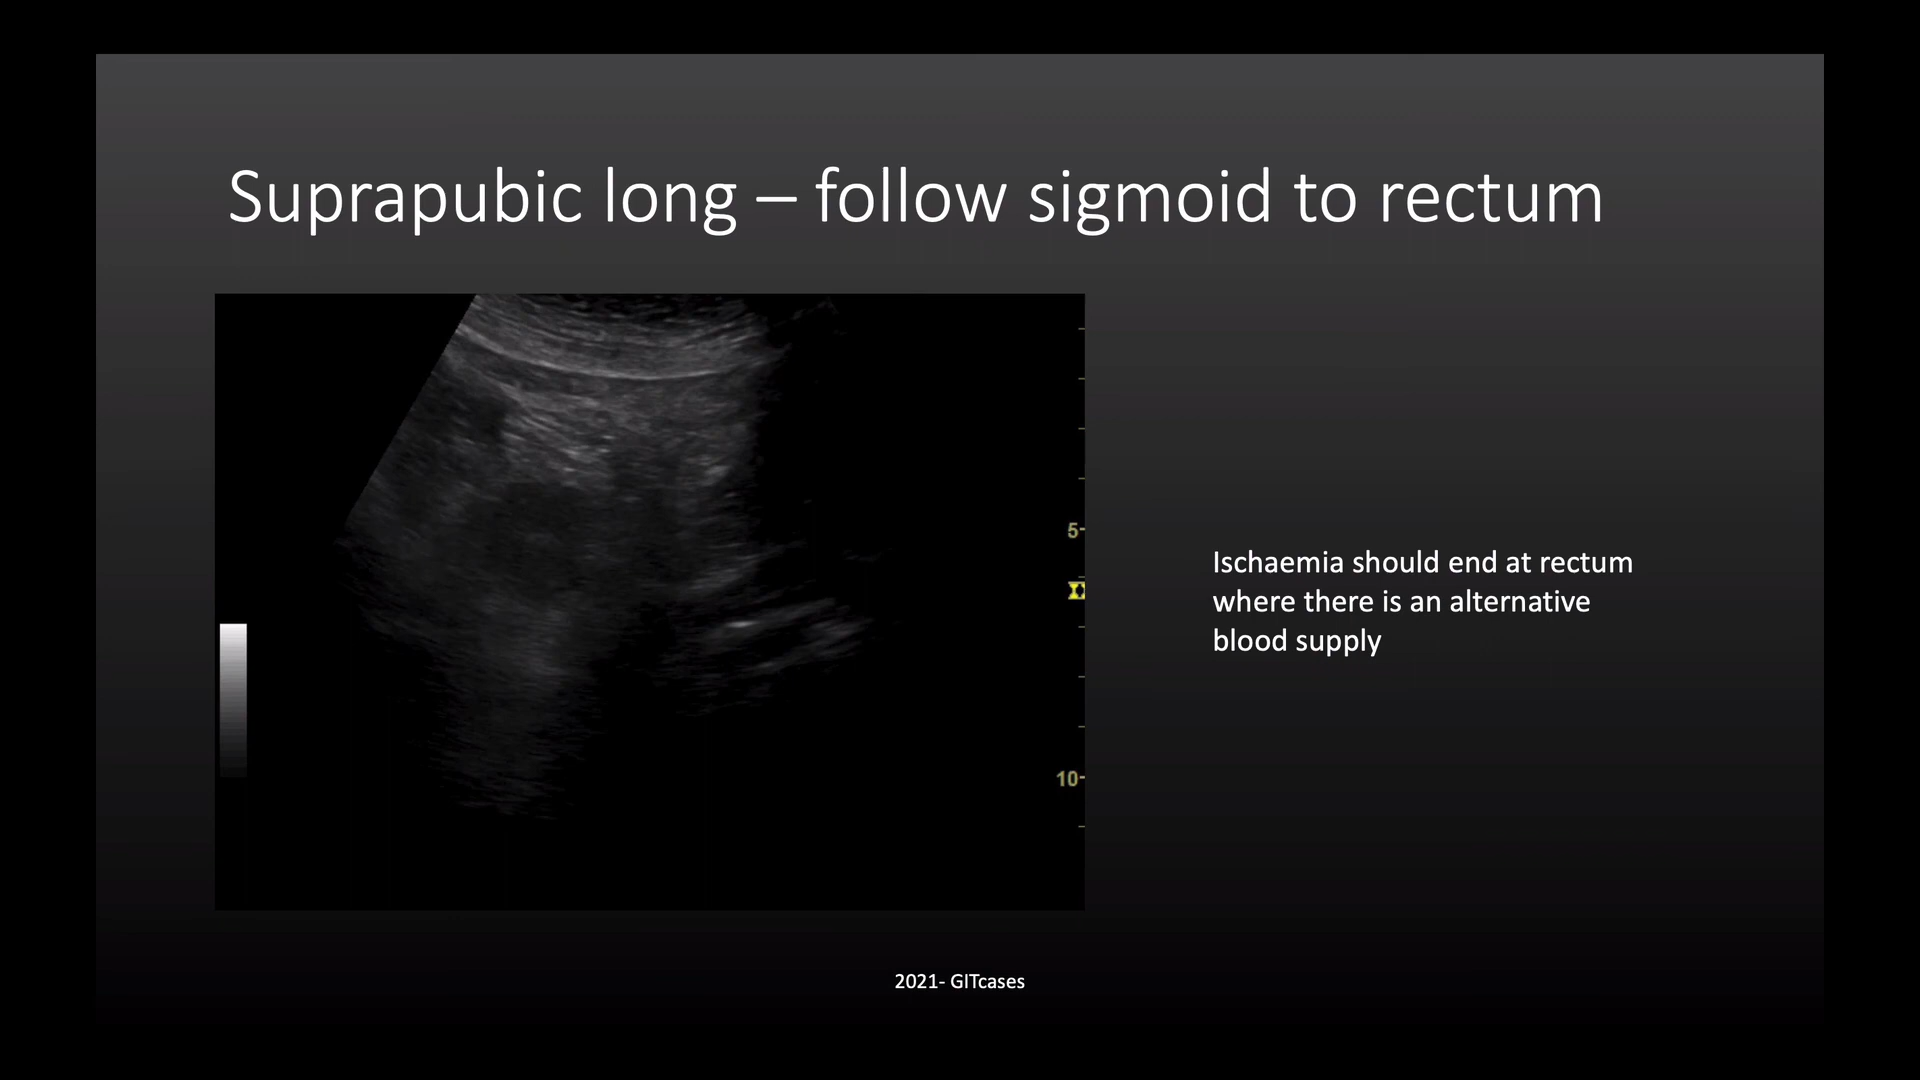 Suprapubic long – follow sigmoid to rectum
5
10
Ischaemia should end at rectum
where there is an alternative
blood supply
2021- GITcases